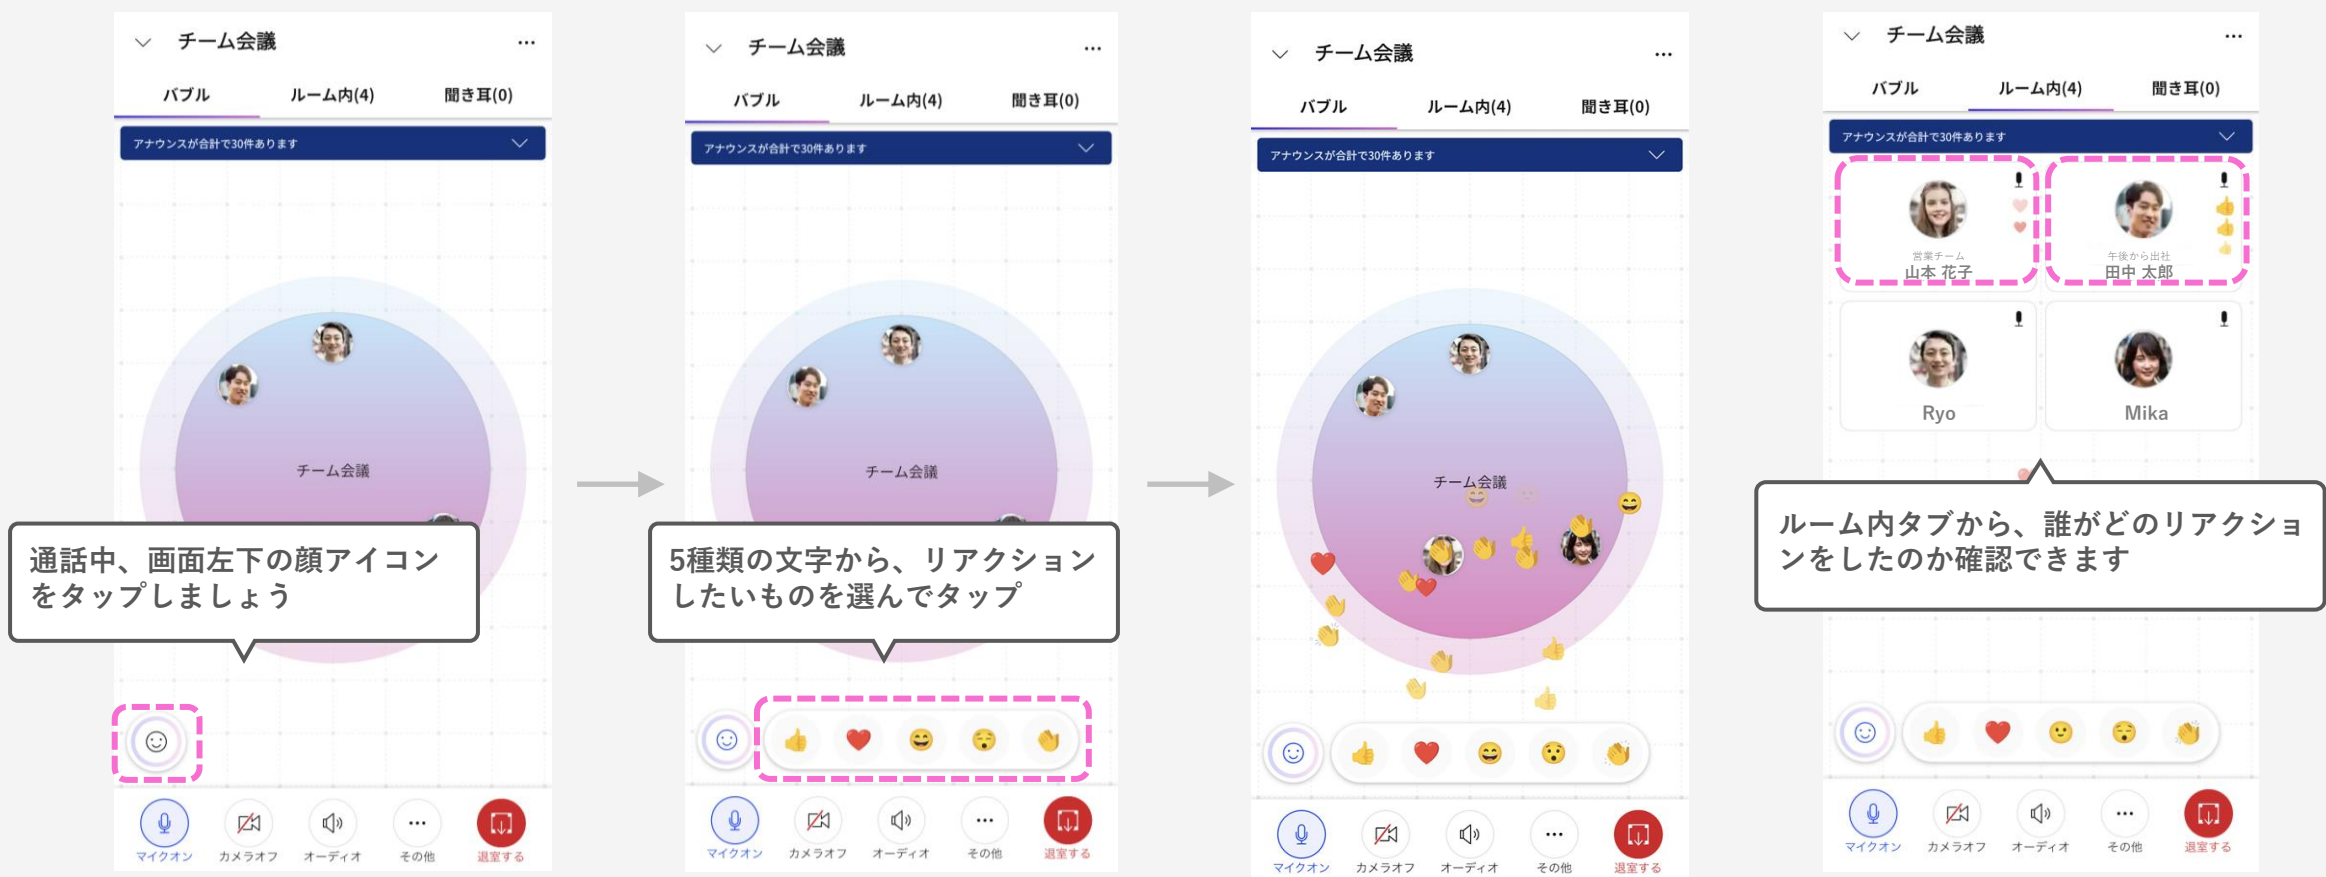 チーム会議
バブル
ルーム内(4)
聞き耳(0)
アナウンスが合計で30件あります
チーム会議
通話中、画面左下の顔アイコン
をタップしましょう
マイクオン
カメラオフ
オーディオ
その他
退室する
チーム会議
バブル
ルーム内(4)
聞き耳(0)
アナウンスが合計で30件あります
チーム会議
5種類の文字から、リアクション
したいものを選んでタップ
マイクオン
カメラオフ
オーディオ
その他
退室する
チーム会議
バブル
ルーム内(4)
聞き耳(0)
アナウンスが合計で30件あります
チーム会議
マイクオン
カメラオフ
オーディオ
その他
退室する
チーム会議
バブル
ルーム内(4)
聞き耳(0)
アナウンスが合計で30件あります
営業チーム
山本 花子
午後から出社
田中 太郎
Ryo
Mika
ルーム内タブから、誰がどのリアクショ
ンをしたのか確認できます
マイクオン
カメラオフ
オーディオ
その他
退室する